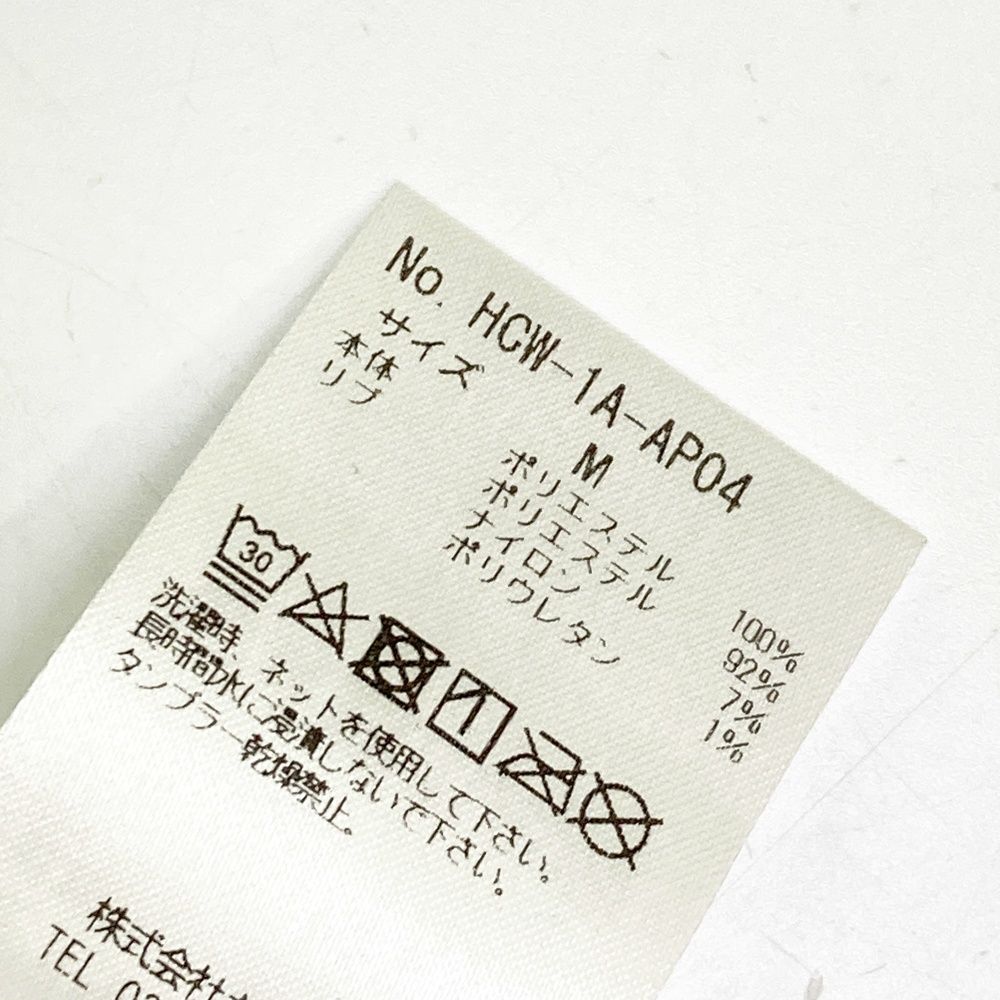 No. HCW-1A-AP04
サイズ M
本体 ポリエステル 100%
リブ ポリエステル 92%
ナイロン 7%
ポリウレタン 1%
30
洗濯時、ネットを使用して下さい。
長時間水に浸漬しないで下さい。
タンブラー乾燥禁止。
株式会社
TEL